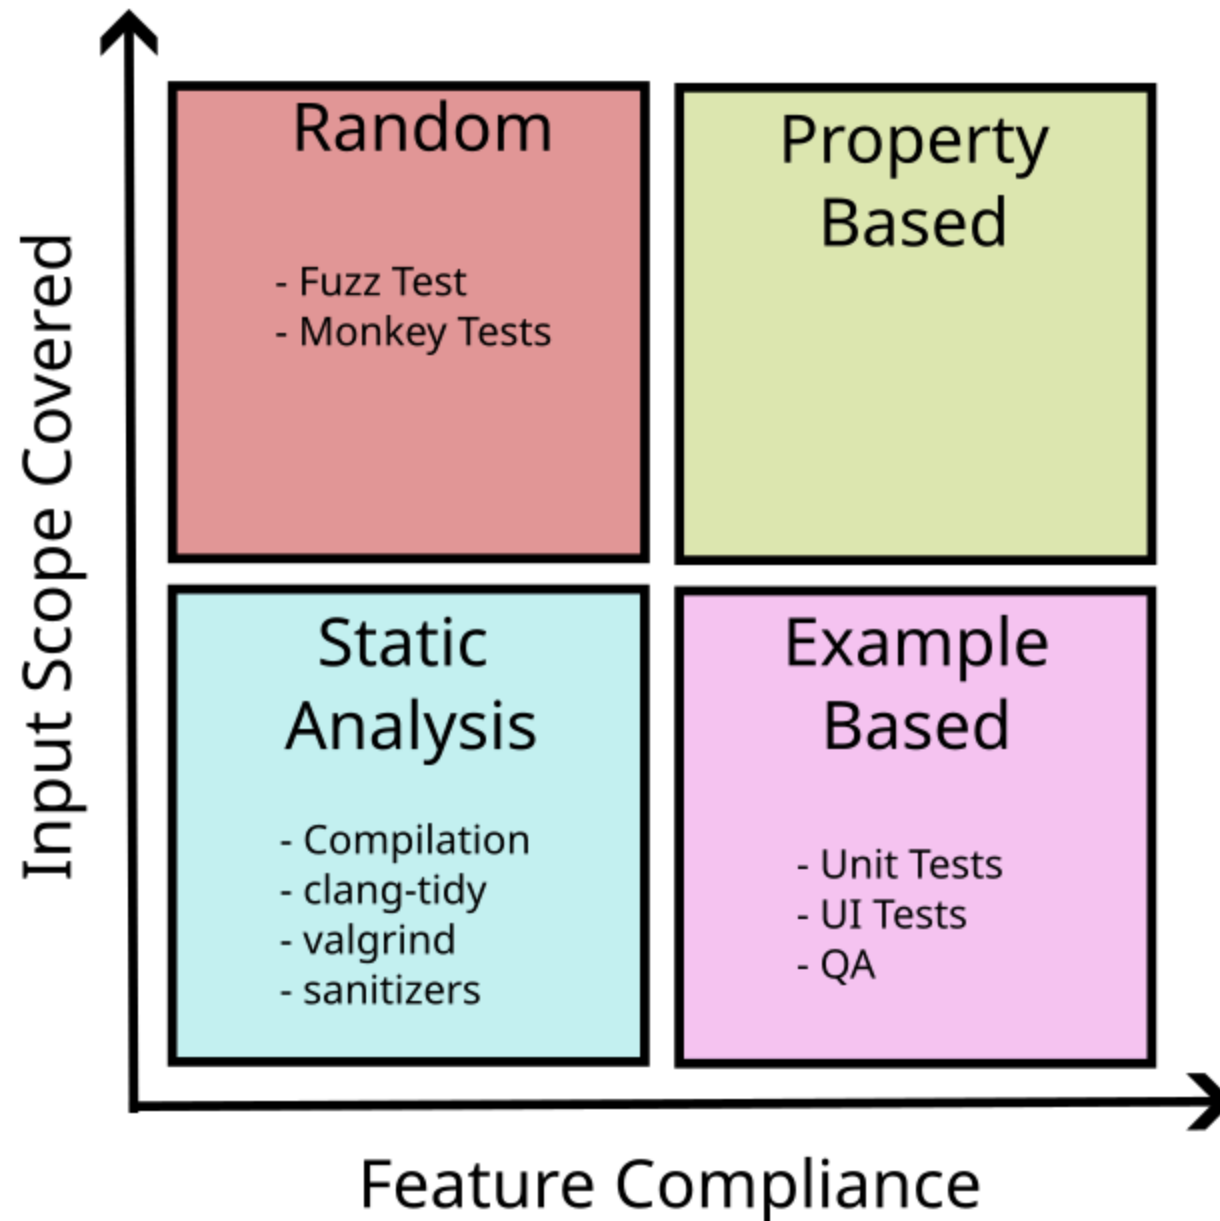 Random
- Fuzz Test
- Monkey Tests
Property
Based
Static
Analysis
- Compilation
- clang-tidy
- valgrind
- sanitizers
Example
Based
- Unit Tests
- UI Tests
- QA
Input Scope Covered
Feature Compliance